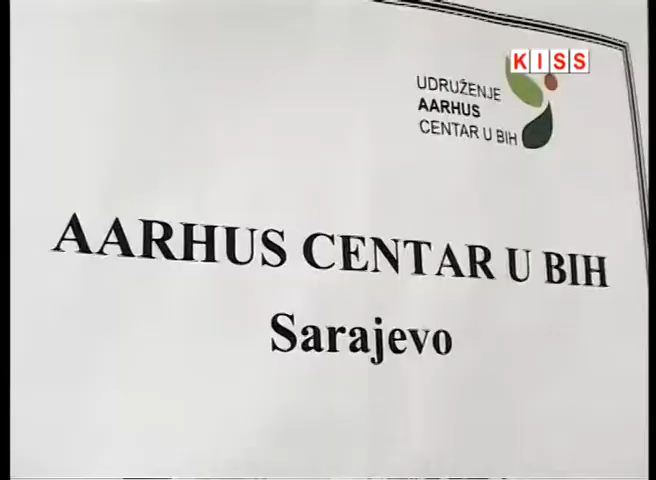 KISS
UDRUŽENJE
AARHUS
CENTAR U BIH
AARHUS CENTAR U BIH
Sarajevo